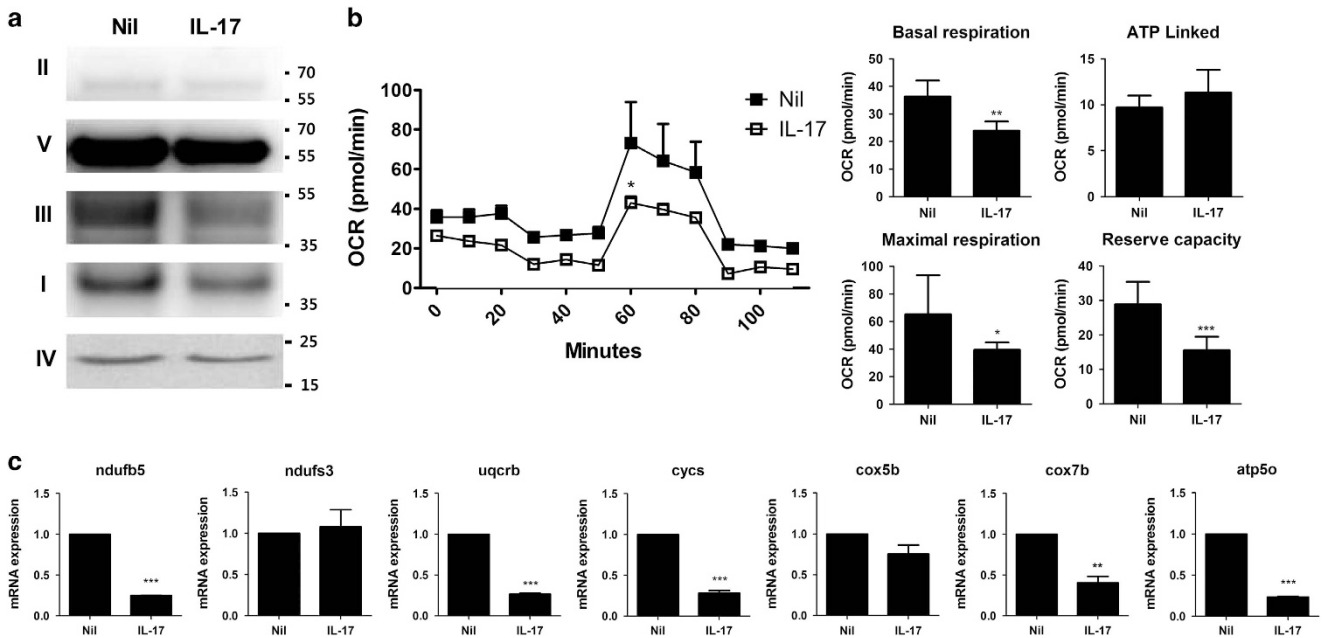 a
Nil IL-17
II
- 70
- 55
V
- 70
- 55
III
- 55
- 35
I
- 35
IV
- 25
- 15
b
OCR (pmol/min)
100
80
60
40
20
0
0 20 40 60 80 100
Minutes
Nil
IL-17
*
Basal respiration
OCR (pmol/min)
50
40
30
20
10
0
**
Nil IL-17
ATP Linked
OCR (pmol/min)
15
10
5
0
Nil IL-17
Maximal respiration
OCR (pmol/min)
100
80
60
40
20
0
*
Nil IL-17
Reserve capacity
OCR (pmol/min)
40
30
20
10
0
***
Nil IL-17
c
ndufb5
mRNA expression
1.5
1.0
0.5
0.0
***
Nil IL-17
ndufs3
mRNA expression
1.5
1.0
0.5
0.0
Nil IL-17
uqcrb
mRNA expression
1.5
1.0
0.5
0.0
***
Nil IL-17
cycs
mRNA expression
1.5
1.0
0.5
0.0
***
Nil IL-17
cox5b
mRNA expression
1.5
1.0
0.5
0.0
Nil IL-17
cox7b
mRNA expression
1.5
1.0
0.5
0.0
**
Nil IL-17
atp5o
mRNA expression
1.5
1.0
0.5
0.0
***
Nil IL-17